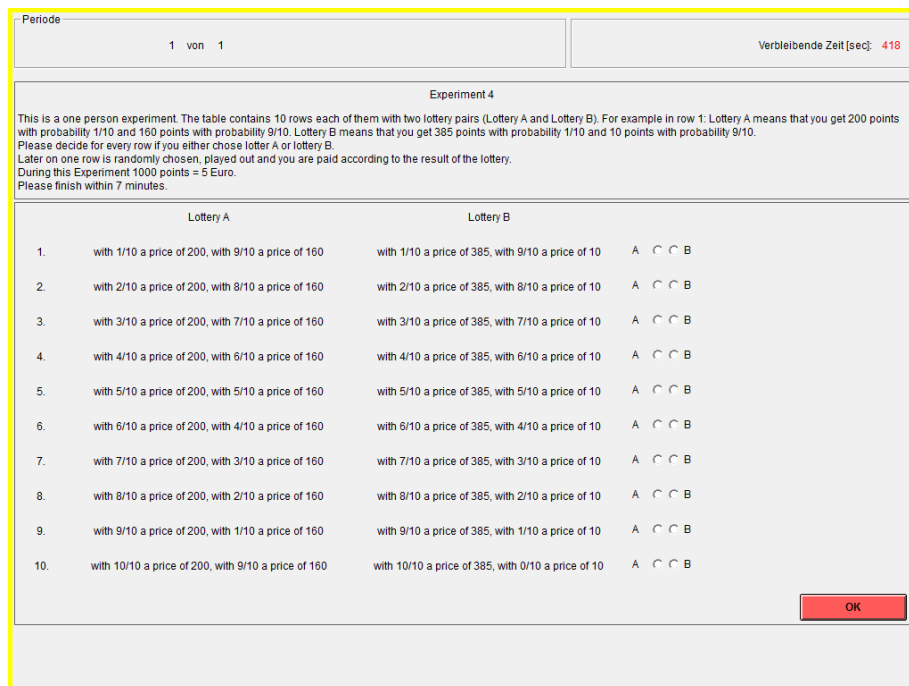 Periode
1 von 1
Verbleibende Zeit [sec]: 418
Experiment 4
This is a one person experiment. The table contains 10 rows each of them with two lottery pairs (Lottery A and Lottery B). For example in row 1: Lottery A means that you get 200 points
with probability 1/10 and 160 points with probability 9/10. Lottery B means that you get 385 points with probability 1/10 and 10 points with probability 9/10.
Please decide for every row if you either chose lotter A or lottery B.
Later on one row is randomly chosen, played out and you are paid according to the result of the lottery.
During this Experiment 1000 points = 5 Euro.
Please finish within 7 minutes.
Lottery A Lottery B
1. with 1/10 a price of 200, with 9/10 a price of 160 with 1/10 a price of 385, with 9/10 a price of 10 A B
2. with 2/10 a price of 200, with 8/10 a price of 160 with 2/10 a price of 385, with 8/10 a price of 10 A B
3. with 3/10 a price of 200, with 7/10 a price of 160 with 3/10 a price of 385, with 7/10 a price of 10 A B
4. with 4/10 a price of 200, with 6/10 a price of 160 with 4/10 a price of 385, with 6/10 a price of 10 A B
5. with 5/10 a price of 200, with 5/10 a price of 160 with 5/10 a price of 385, with 5/10 a price of 10 A B
6. with 6/10 a price of 200, with 4/10 a price of 160 with 6/10 a price of 385, with 4/10 a price of 10 A B
7. with 7/10 a price of 200, with 3/10 a price of 160 with 7/10 a price of 385, with 3/10 a price of 10 A B
8. with 8/10 a price of 200, with 2/10 a price of 160 with 8/10 a price of 385, with 2/10 a price of 10 A B
9. with 9/10 a price of 200, with 1/10 a price of 160 with 9/10 a price of 385, with 1/10 a price of 10 A B
10. with 10/10 a price of 200, with 9/10 a price of 160 with 10/10 a price of 385, with 0/10 a price of 10 A B
OK